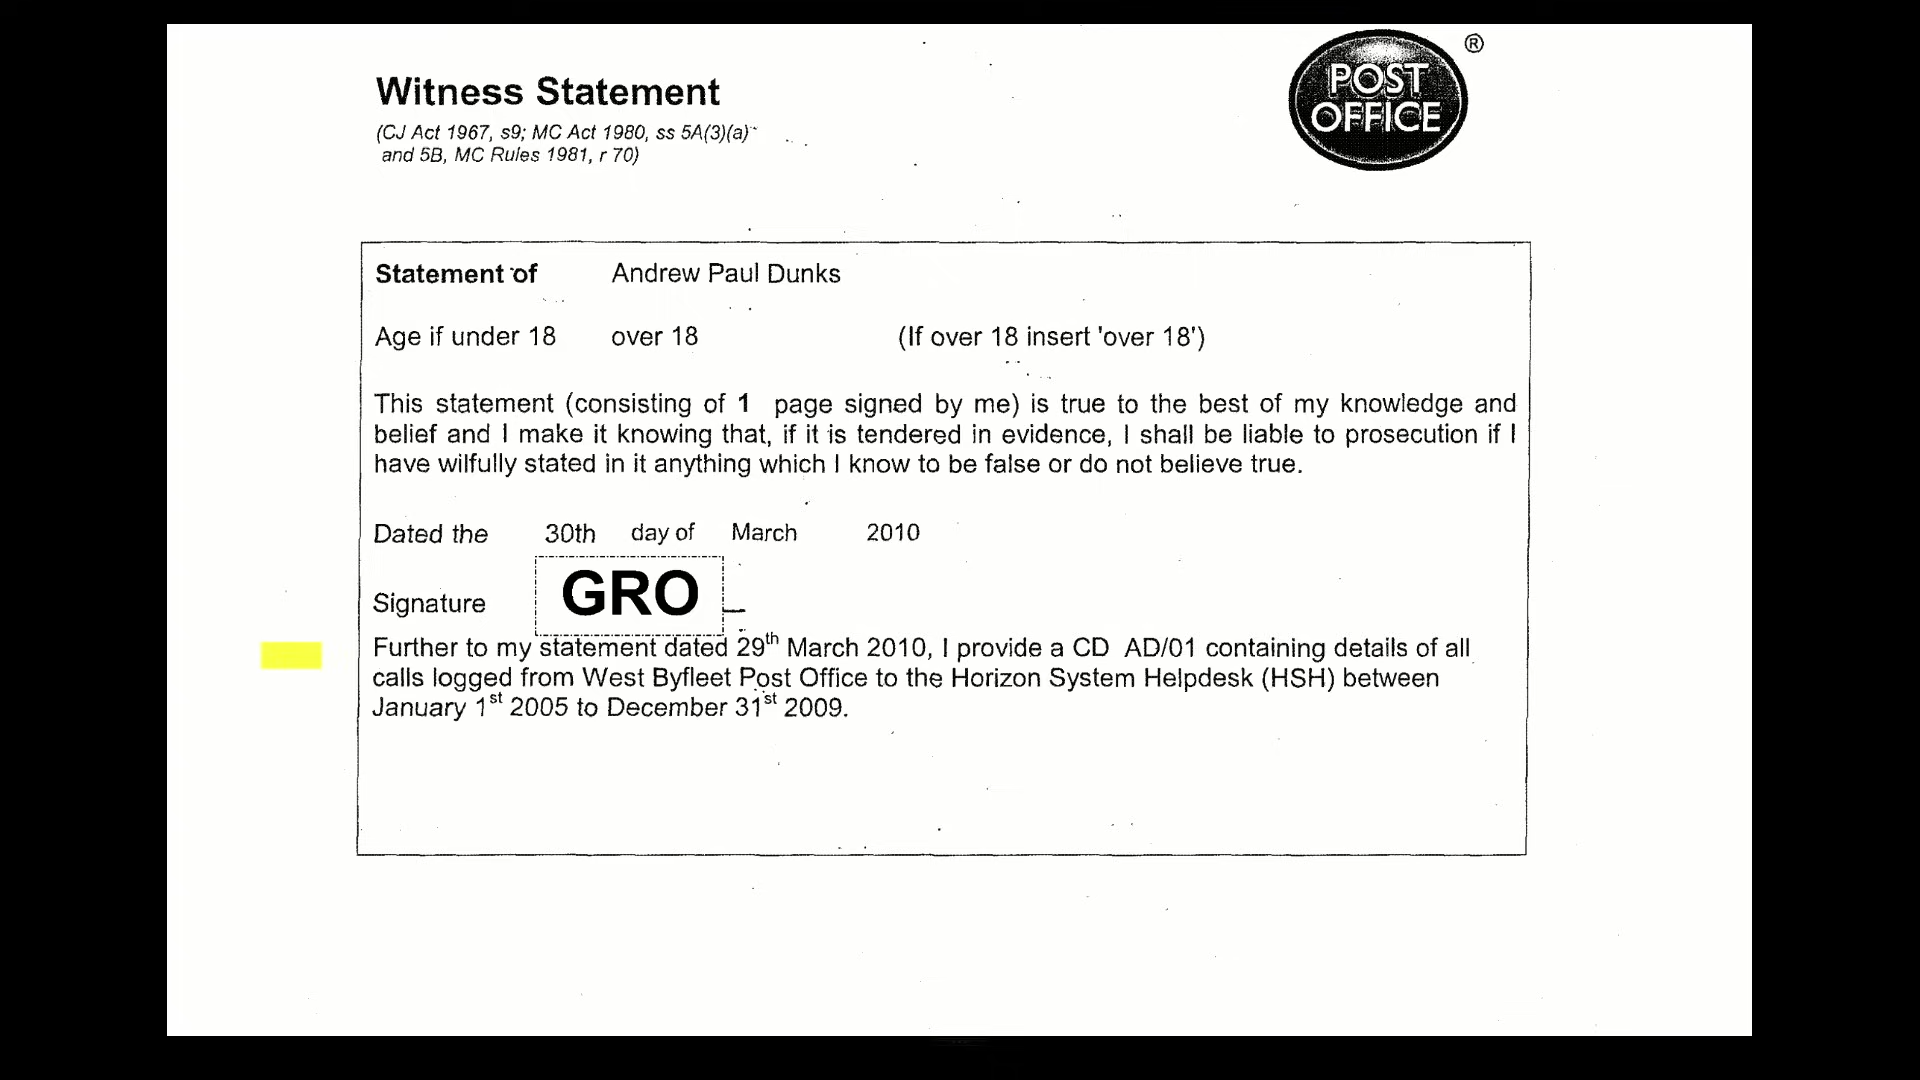 POST
OFFICE
®
Witness Statement
(CJ Act 1967, s9; MC Act 1980, ss 5A(3)(a)
and 5B, MC Rules 1981, r 70)
Statement of Andrew Paul Dunks
Age if under 18 over 18 (If over 18 insert 'over 18')
This statement (consisting of 1 page signed by me) is true to the best of my knowledge and
belief and I make it knowing that, if it is tendered in evidence, I shall be liable to prosecution if I
have wilfully stated in it anything which I know to be false or do not believe true.
Dated the 30th day of March 2010
Signature GRO
Further to my statement dated 29th March 2010, I provide a CD AD/01 containing details of all
calls logged from West Byfleet Post Office to the Horizon System Helpdesk (HSH) between
January 1st 2005 to December 31st 2009.